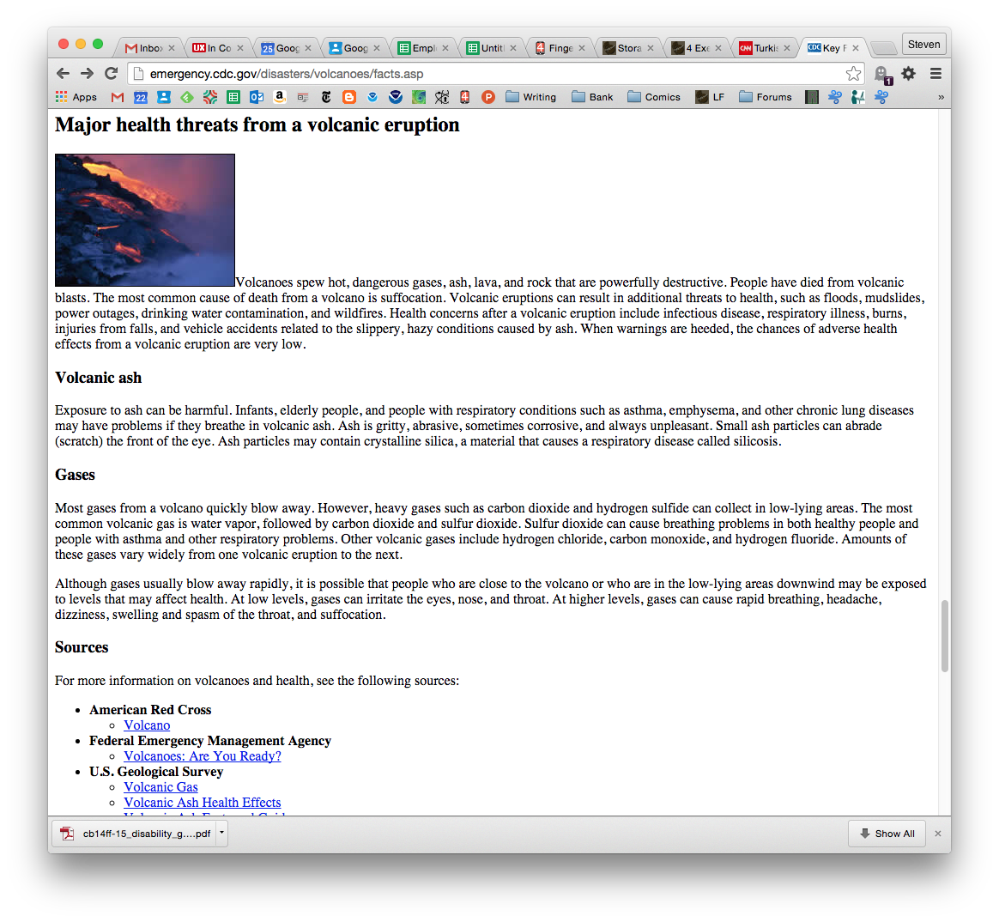 Inbox
In Co
Goog
Goog
Emplo
Untitl
Finge
Stora
4 Exe
Turkis
Key F
Steven
emergency.cdc.gov/disasters/volcanoes/facts.asp
Apps
Writing
Bank
Comics
LF
Forums
»
Major health threats from a volcanic eruption
Volcanoes spew hot, dangerous gases, ash, lava, and rock that are powerfully destructive. People have died from volcanic
blasts. The most common cause of death from a volcano is suffocation. Volcanic eruptions can result in additional threats to health, such as floods, mudslides,
power outages, drinking water contamination, and wildfires. Health concerns after a volcanic eruption include infectious disease, respiratory illness, burns,
injuries from falls, and vehicle accidents related to the slippery, hazy conditions caused by ash. When warnings are heeded, the chances of adverse health
effects from a volcanic eruption are very low.
Volcanic ash
Exposure to ash can be harmful. Infants, elderly people, and people with respiratory conditions such as asthma, emphysema, and other chronic lung diseases
may have problems if they breathe in volcanic ash. Ash is gritty, abrasive, sometimes corrosive, and always unpleasant. Small ash particles can abrade
(scratch) the front of the eye. Ash particles may contain crystalline silica, a material that causes a respiratory disease called silicosis.
Gases
Most gases from a volcano quickly blow away. However, heavy gases such as carbon dioxide and hydrogen sulfide can collect in low-lying areas. The most
common volcanic gas is water vapor, followed by carbon dioxide and sulfur dioxide. Sulfur dioxide can cause breathing problems in both healthy people and
people with asthma and other respiratory problems. Other volcanic gases include hydrogen chloride, carbon monoxide, and hydrogen fluoride. Amounts of
these gases vary widely from one volcanic eruption to the next.
Although gases usually blow away rapidly, it is possible that people who are close to the volcano or who are in the low-lying areas downwind may be exposed
to levels that may affect health. At low levels, gases can irritate the eyes, nose, and throat. At higher levels, gases can cause rapid breathing, headache,
dizziness, swelling and spasm of the throat, and suffocation.
Sources
For more information on volcanoes and health, see the following sources:
American Red Cross
Volcano
Federal Emergency Management Agency
Volcanoes: Are You Ready?
U.S. Geological Survey
Volcanic Gas
Volcanic Ash Health Effects
cb14ff-15_disability_g....pdf
Show All